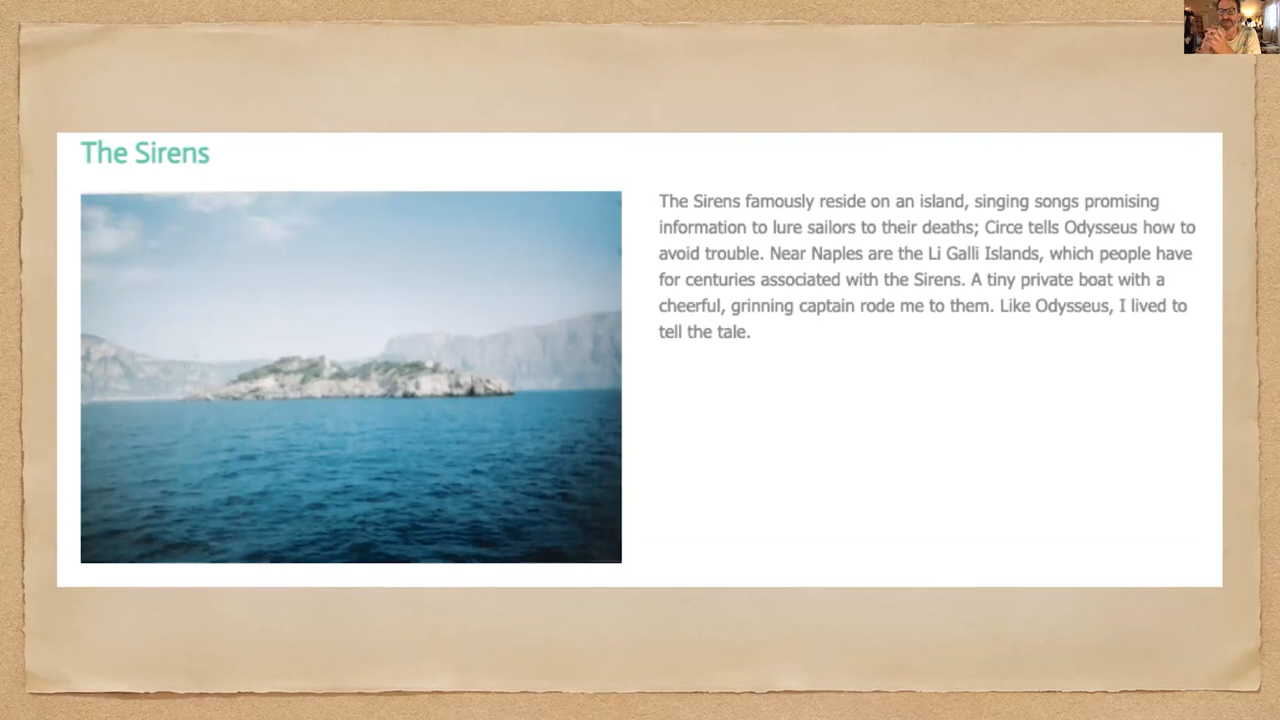 The Sirens
The Sirens famously reside on an island, singing songs promising
information to lure sailors to their deaths; Circe tells Odysseus how to
avoid trouble. Near Naples are the Li Galli Islands, which people have
for centuries associated with the Sirens. A tiny private boat with a
cheerful, grinning captain rode me to them. Like Odysseus, I lived to
tell the tale.